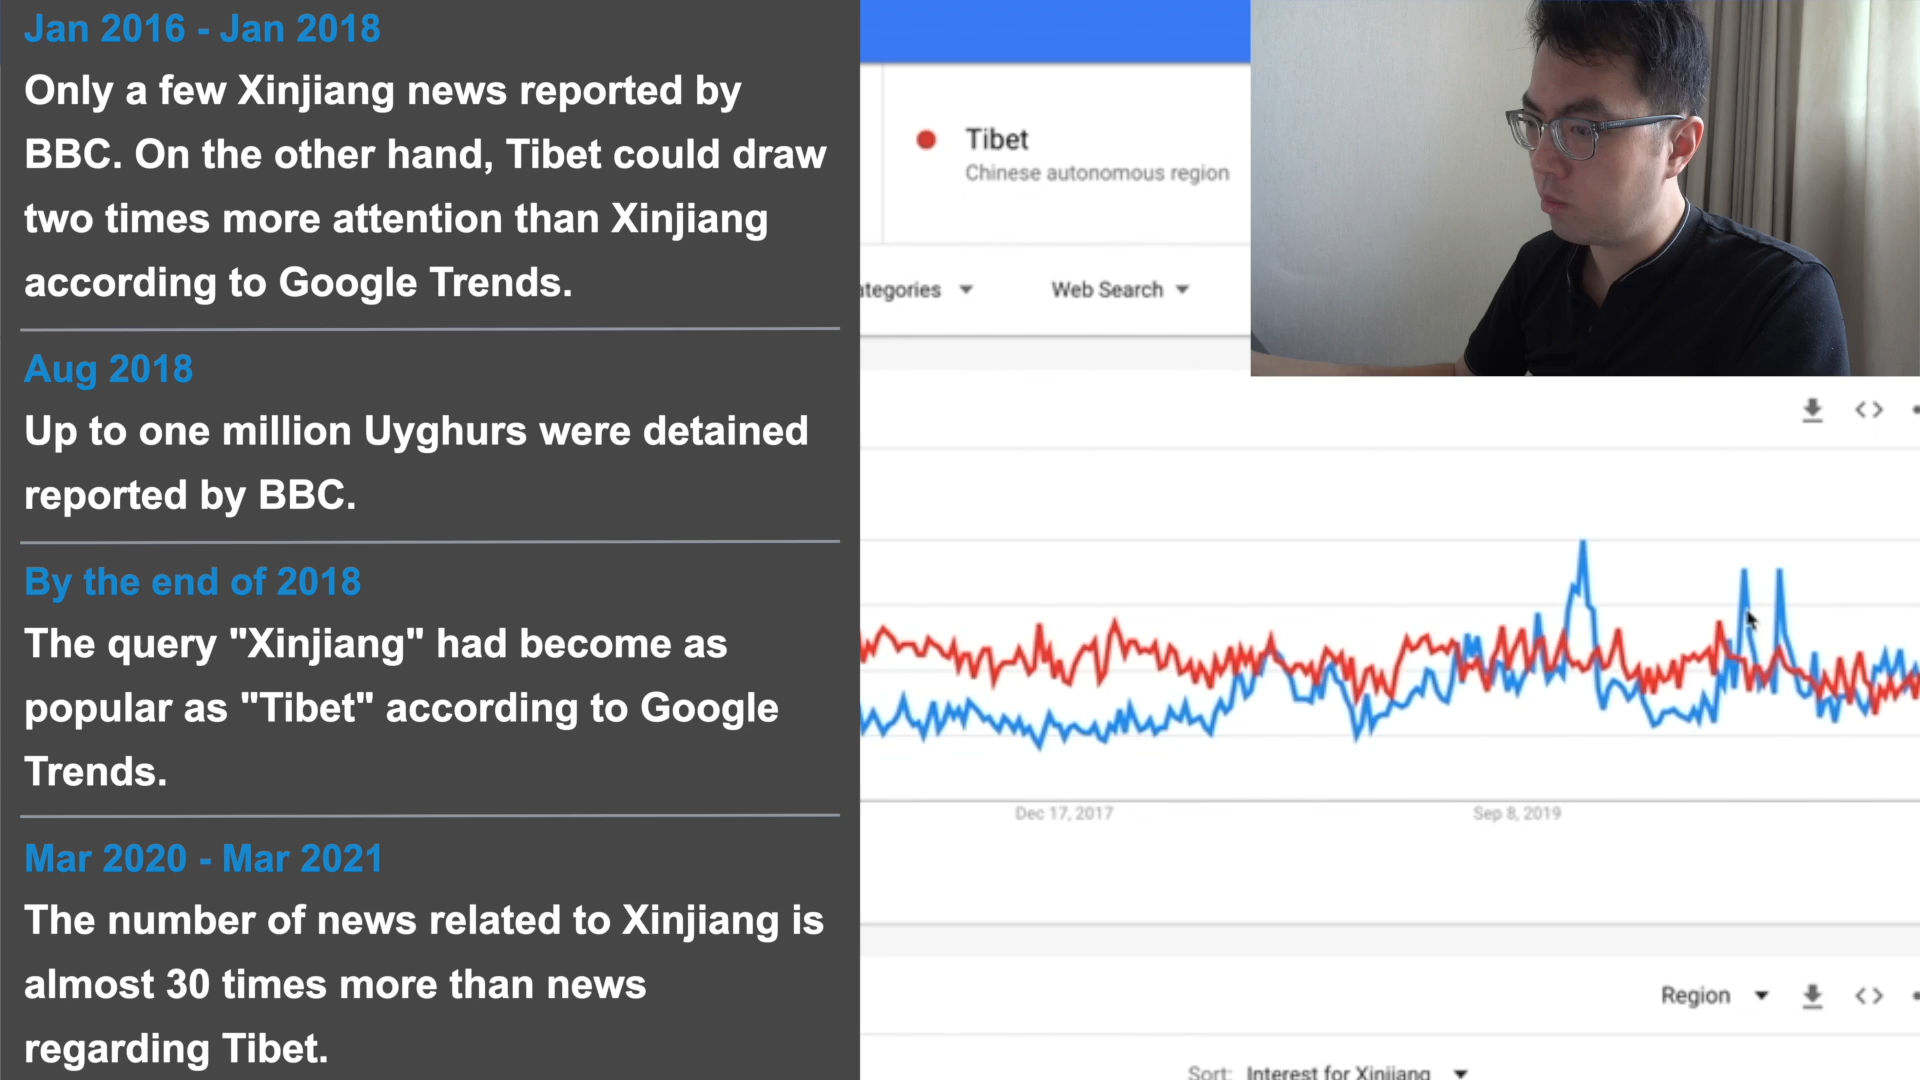 Jan 2016 - Jan 2018
Only a few Xinjiang news reported by
BBC. On the other hand, Tibet could draw
two times more attention than Xinjiang
according to Google Trends.
Aug 2018
Up to one million Uyghurs were detained
reported by BBC.
By the end of 2018
The query "Xinjiang" had become as
popular as "Tibet" according to Google
Trends.
Mar 2020 - Mar 2021
The number of news related to Xinjiang is
almost 30 times more than news
regarding Tibet.
Tibet
Chinese autonomous region
ategories
Web Search
Dec 17, 2017
Sep 8, 2019
Region
Sort: Interest for Xinjiang